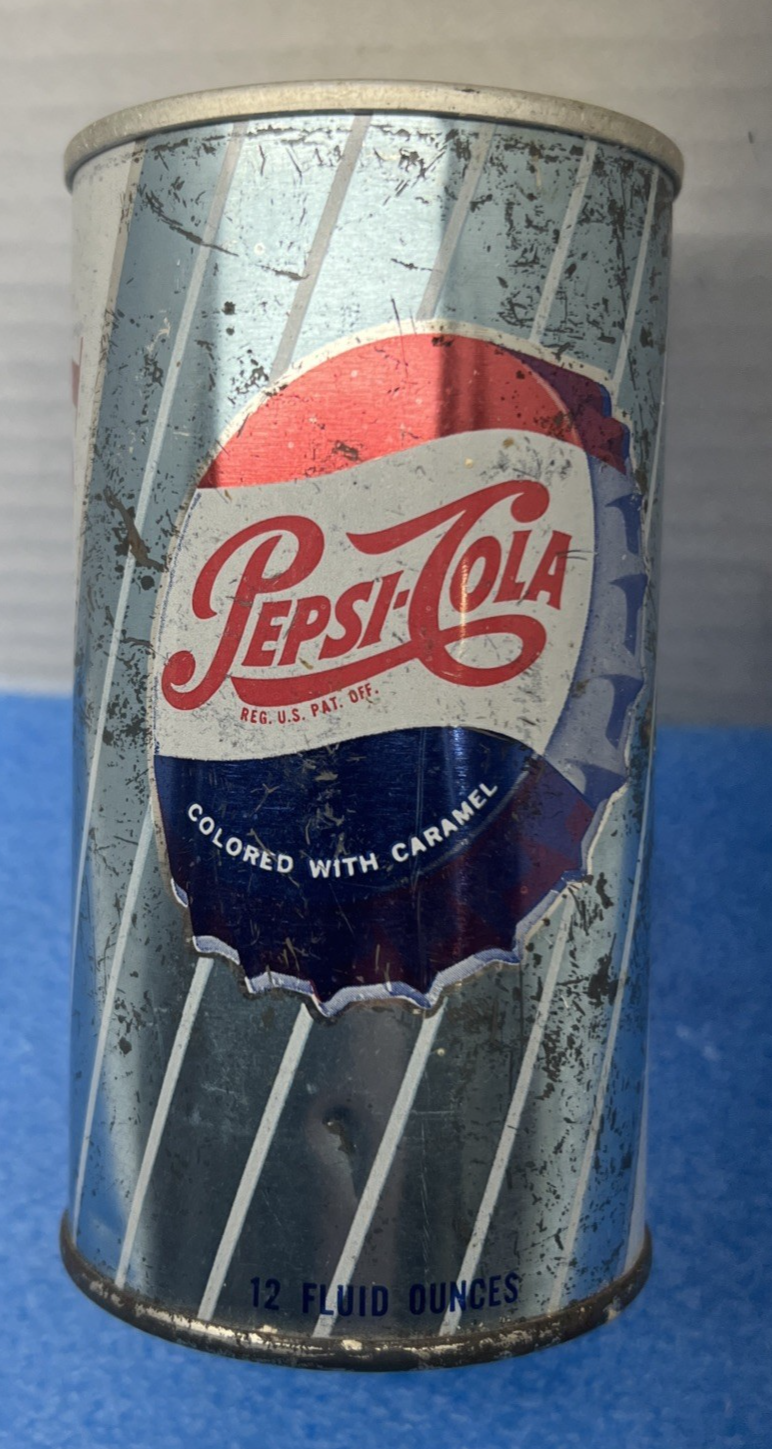 PEPSI-COLA
REG. U.S. PAT. OFF.
COLORED WITH CARAMEL
12 FLUID OUNCES